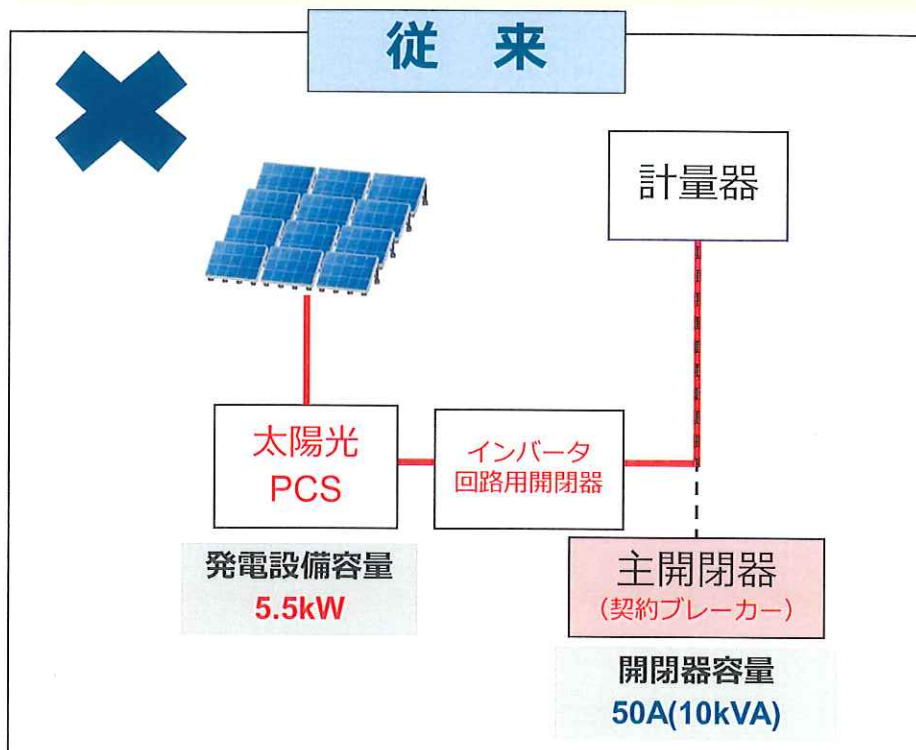 従 来
計量器
太陽光
PCS
インバータ
回路用開閉器
発電設備容量
5.5kW
主開閉器
(契約ブレーカー)
開閉器容量
50A(10kVA)